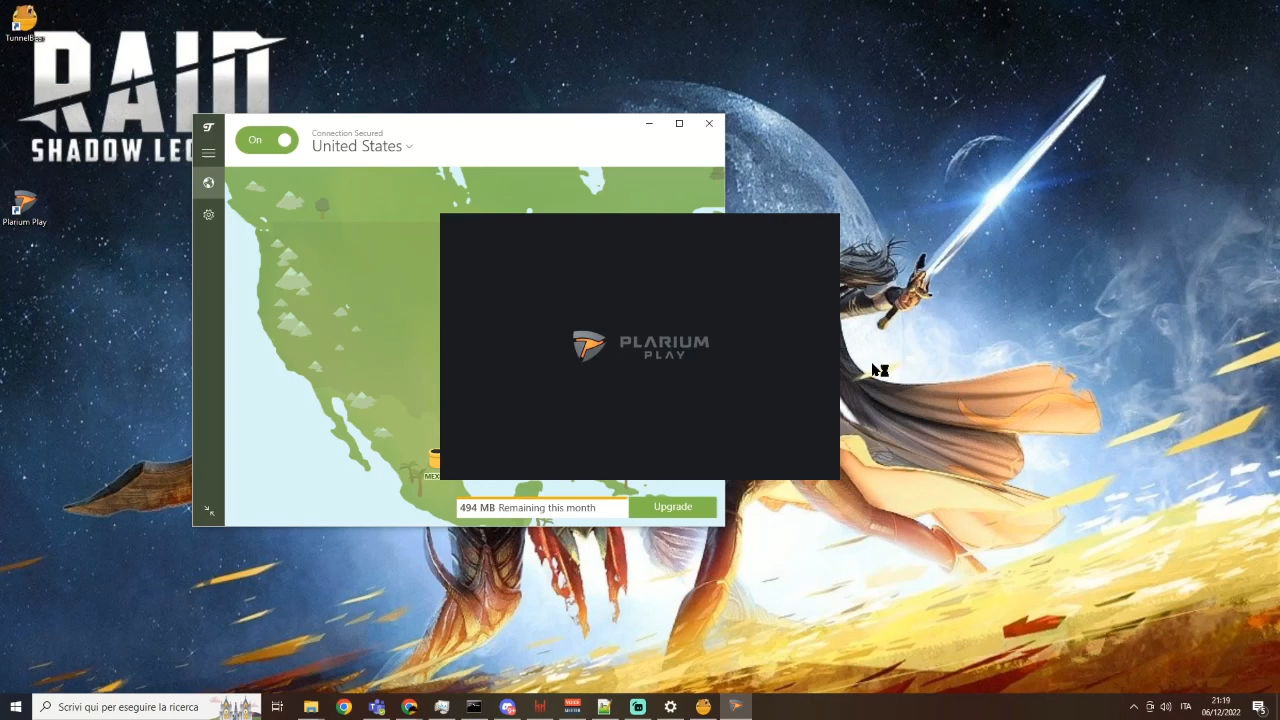 TunnelBear
RAID
SHADOW LEG
Plarium Play
On
Connection Secured
United States
PLARIUM
PLAY
MEX
494 MB Remaining this month
Upgrade
Scrivi qui per eseguire la ricerca
ITA
21:19
06/12/2022